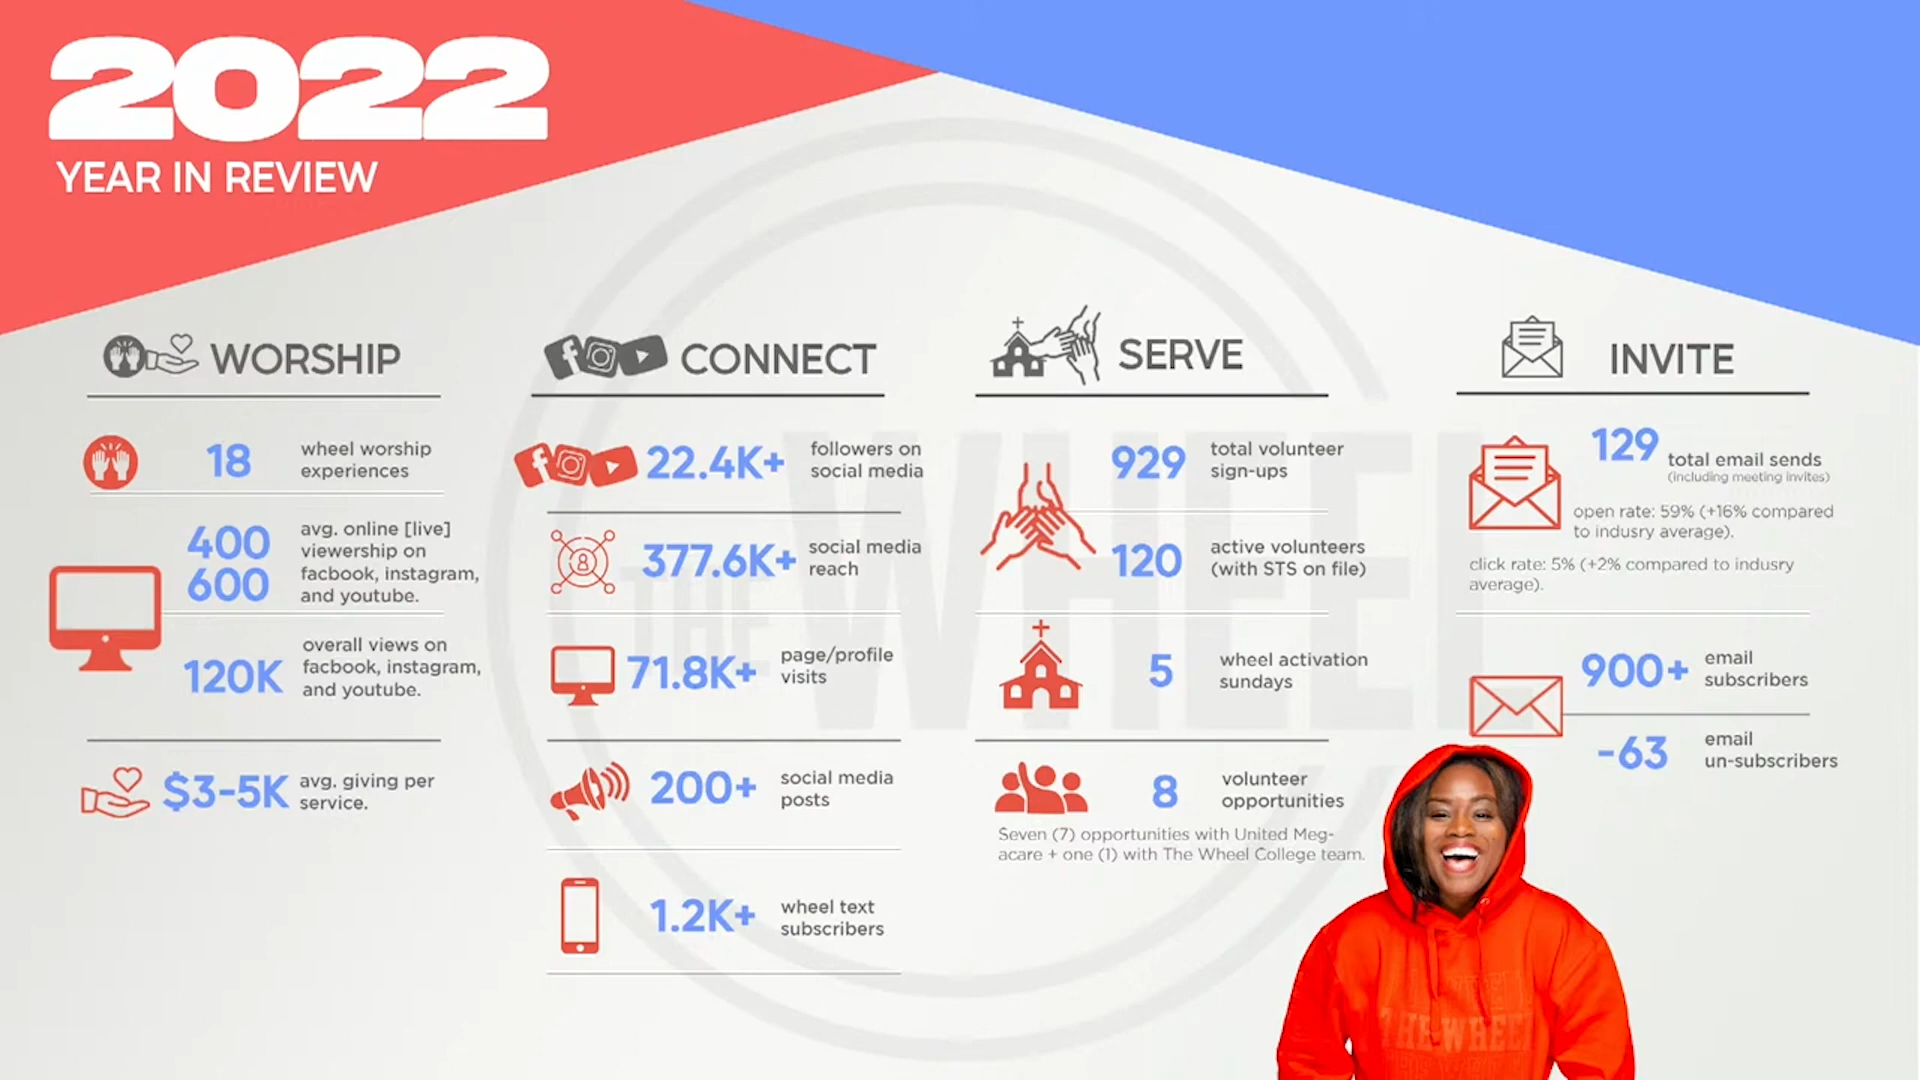 2022
YEAR IN REVIEW
WORSHIP
18
wheel worship
experiences
400
600
avg. online [live]
viewership on
facbook, instagram,
and youtube.
120K
overall views on
facbook, instagram,
and youtube.
$3-5K
avg. giving per
service.
CONNECT
22.4K+
followers on
social media
377.6K+
social media
reach
71.8K+
page/profile
visits
200+
social media
posts
1.2K+
wheel text
subscribers
SERVE
929
total volunteer
sign-ups
120
active volunteers
(with STS on file)
5
wheel activation
sundays
8
volunteer
opportunities
Seven (7) opportunities with United Meg-
acare + one (1) with The Wheel College team.
INVITE
129
total email sends
(including meeting invites)
open rate: 59% (+16% compared
to indusry average).
click rate: 5% (+2% compared to indusry
average).
900+
email
subscribers
-63
email
un-subscribers
THE WHEEL
THE WHEEL